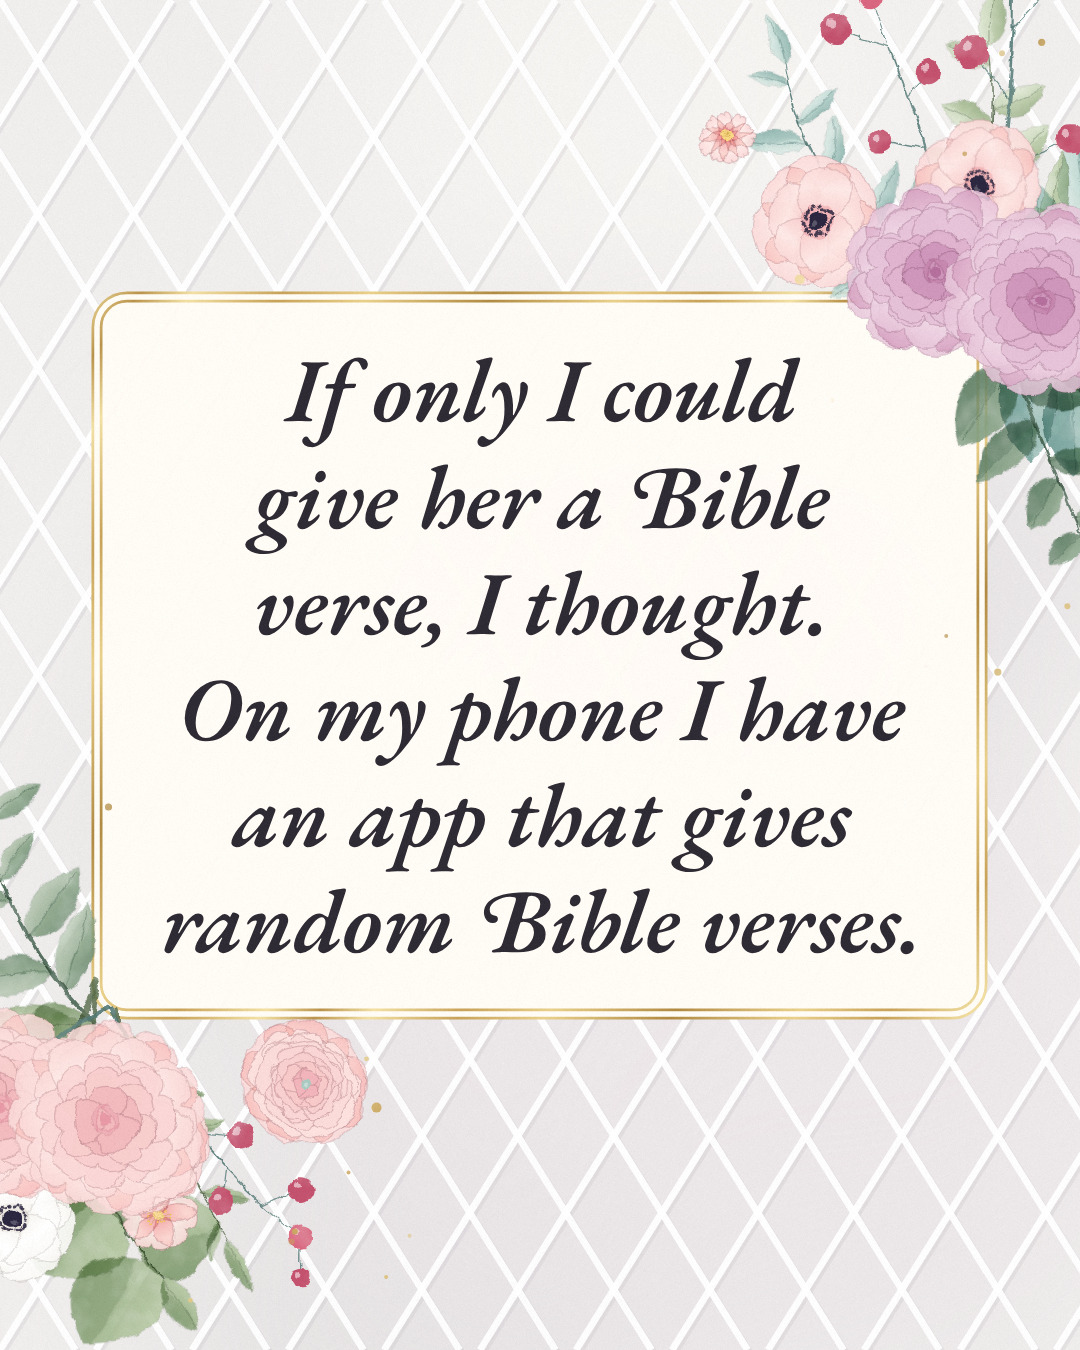 If only I could
give her a Bible
verse, I thought.
On my phone I have
an app that gives
random Bible verses.